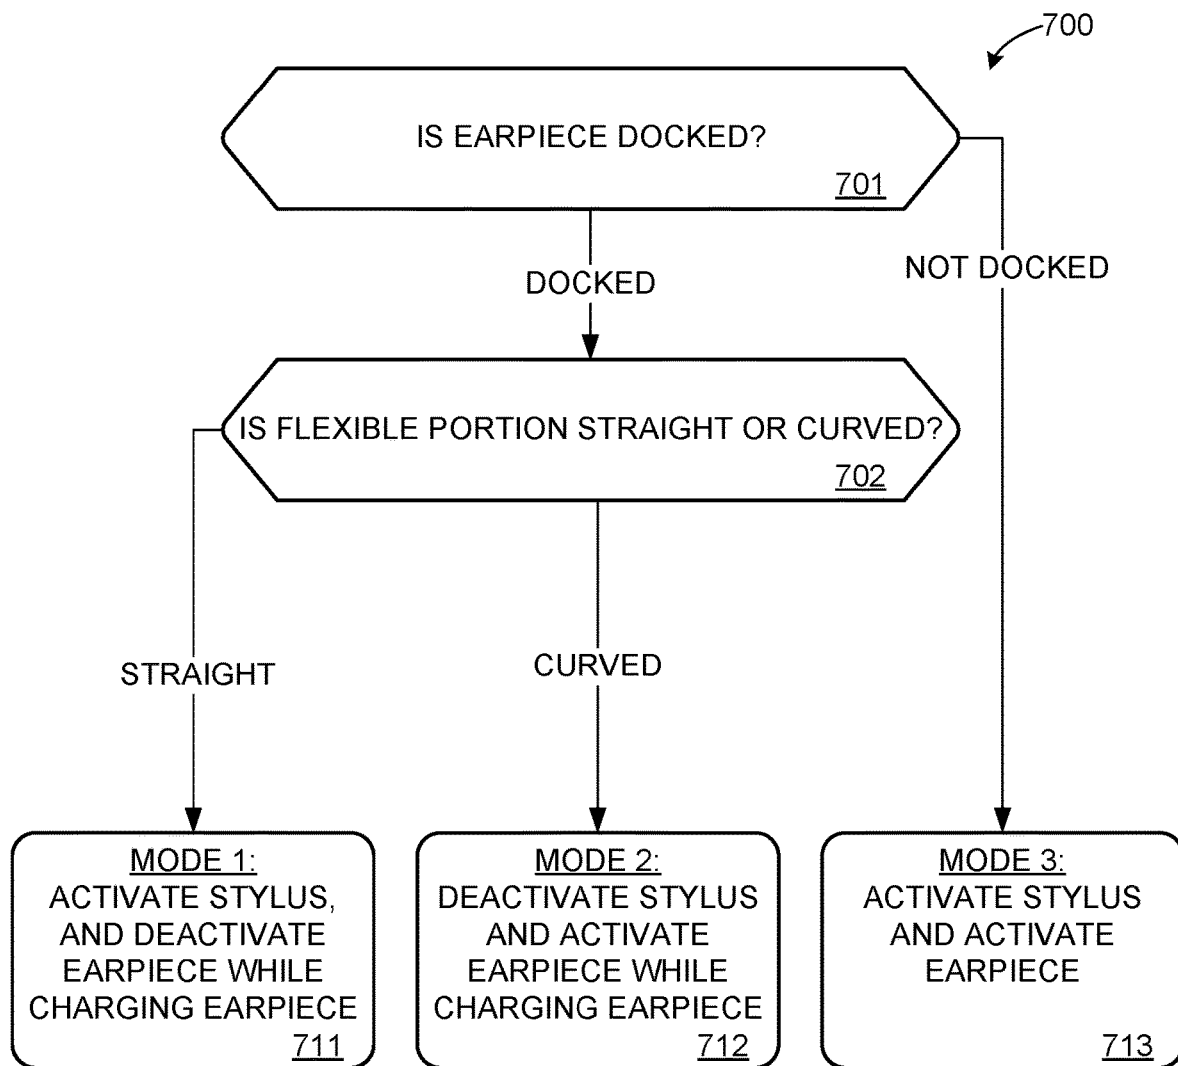 700
IS EARPIECE DOCKED?
701
DOCKED
NOT DOCKED
IS FLEXIBLE PORTION STRAIGHT OR CURVED?
702
STRAIGHT
CURVED
MODE 1:
ACTIVATE STYLUS,
AND DEACTIVATE
EARPIECE WHILE
CHARGING EARPIECE
711
MODE 2:
DEACTIVATE STYLUS
AND ACTIVATE
EARPIECE WHILE
CHARGING EARPIECE
712
MODE 3:
ACTIVATE STYLUS
AND ACTIVATE
EARPIECE
713